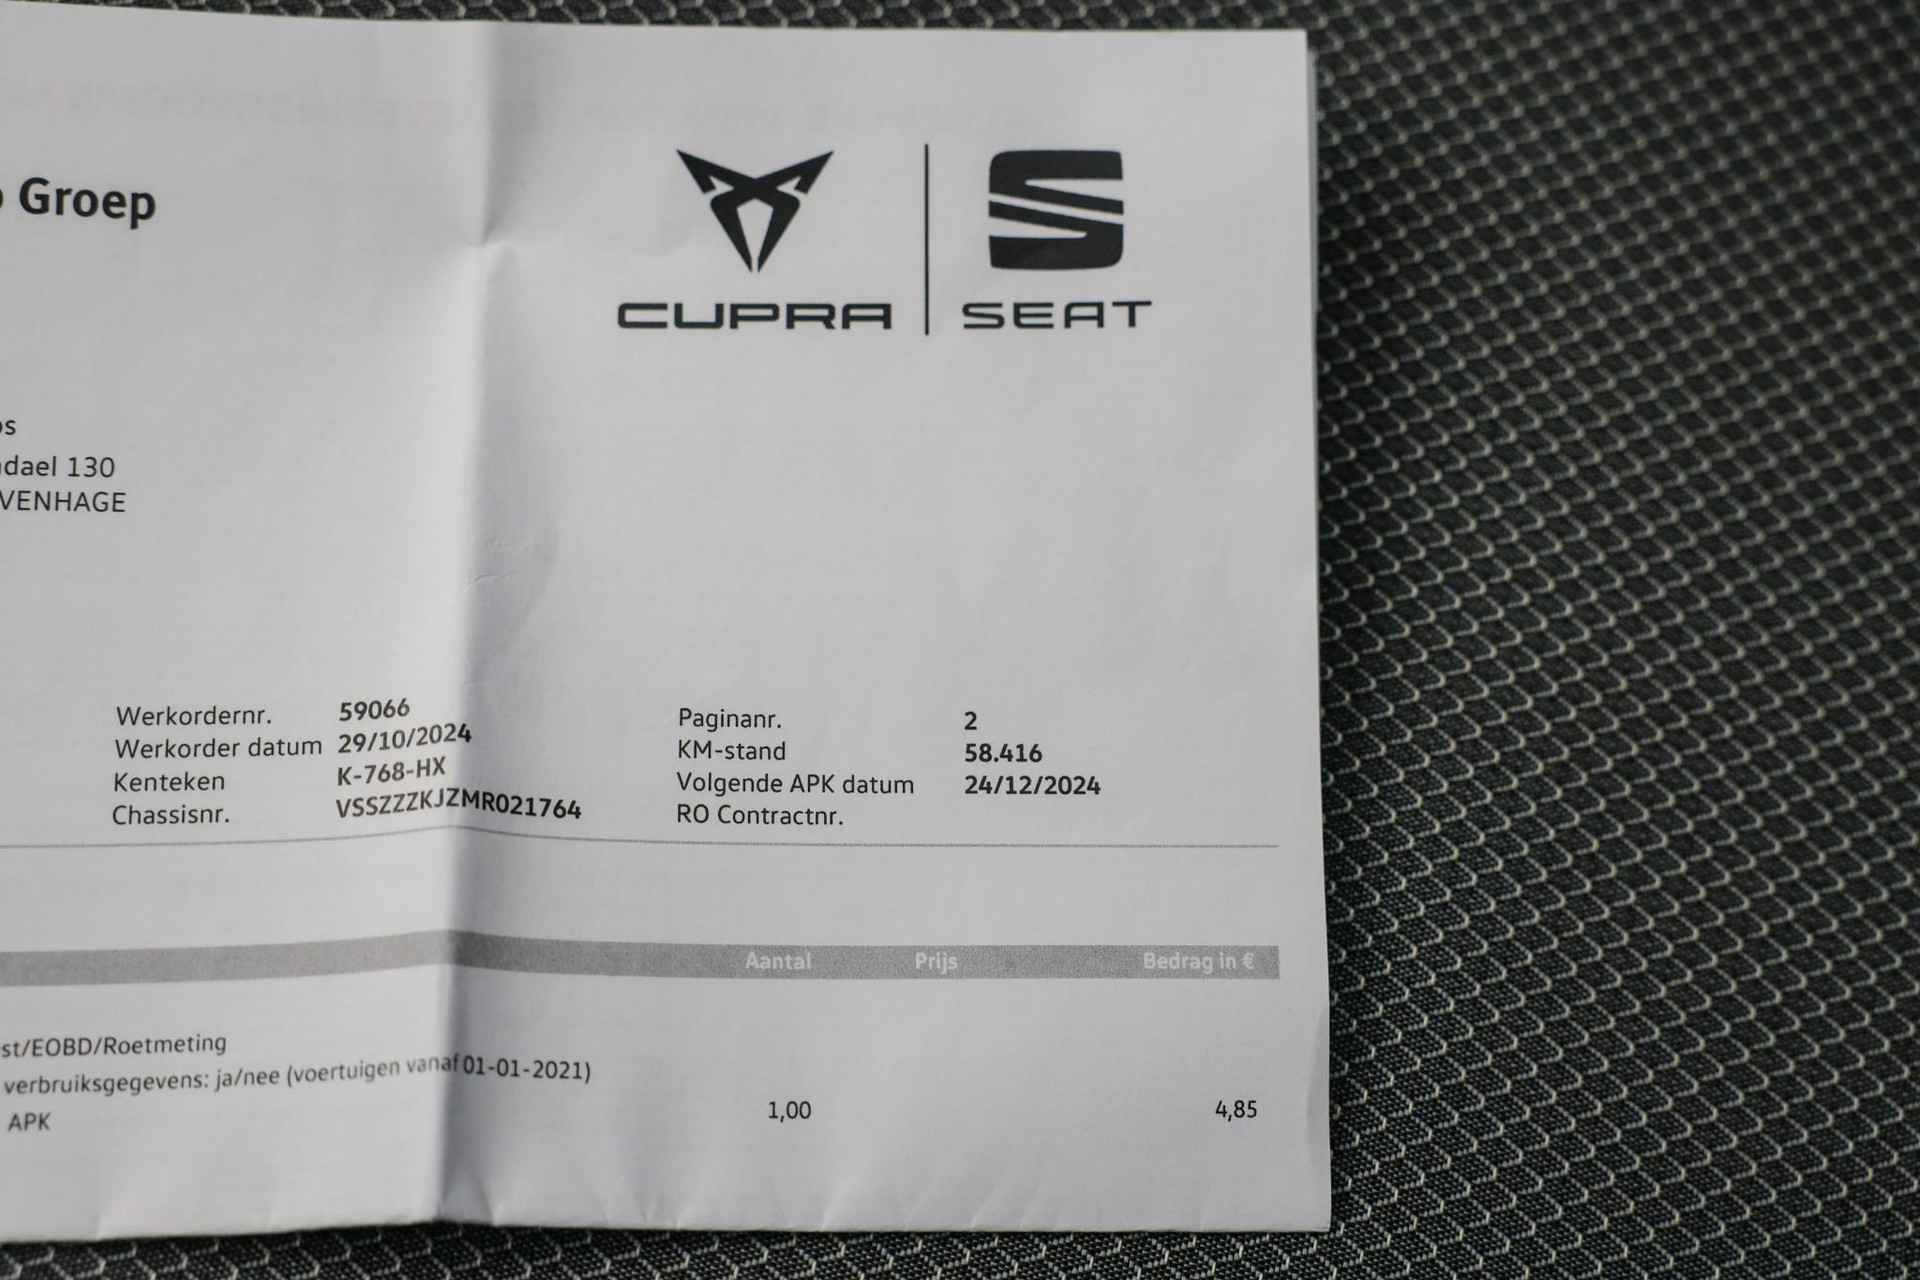 Groep
CUPRA
SEAT
dael 130
VENHAGE
Werkordernr. 59066
Werkorder datum 29/10/2024
Kenteken K-768-HX
Chassisnr. VSSZZZKJZMR021764
Paginanr. 2
KM-stand 58.416
Volgende APK datum 24/12/2024
RO Contractnr.
Aantal Prijs Bedrag in €
st/EOBD/Roetmeting
verbruiksgegevens: ja/nee (voertuigen vanaf 01-01-2021)
APK 1,00 4,85